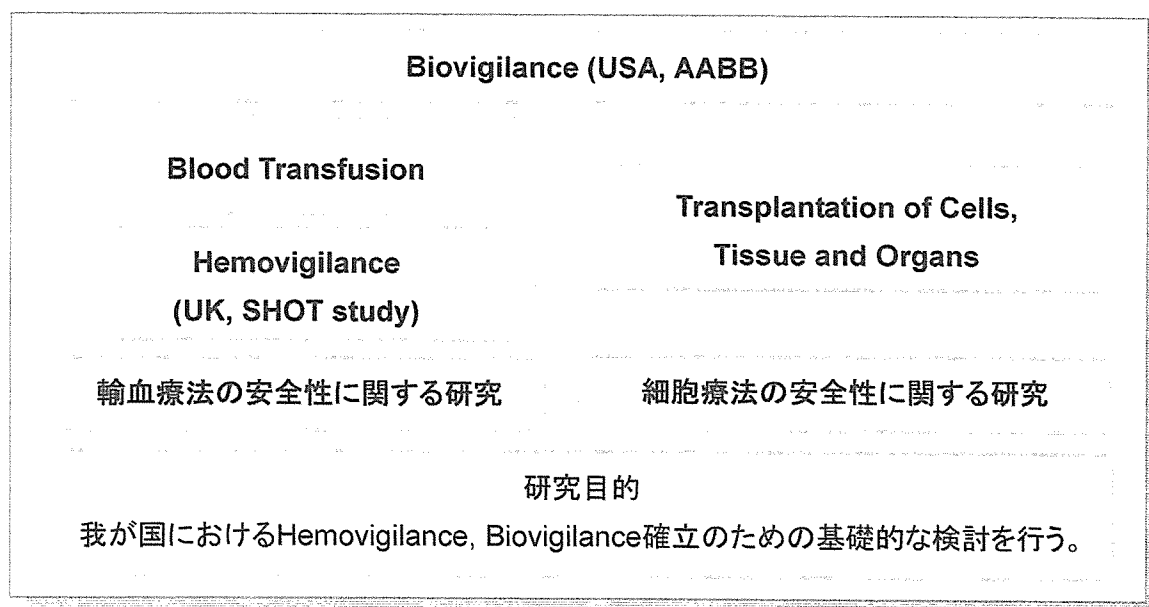 Biovigilance (USA, AABB)
Blood Transfusion
Hemovigilance
(UK, SHOT study)
Transplantation of Cells,
Tissue and Organs
輸血療法の安全性に関する研究
細胞療法の安全性に関する研究
研究目的
我が国におけるHemovigilance, Biovigilance確立のための基礎的な検討を行う。